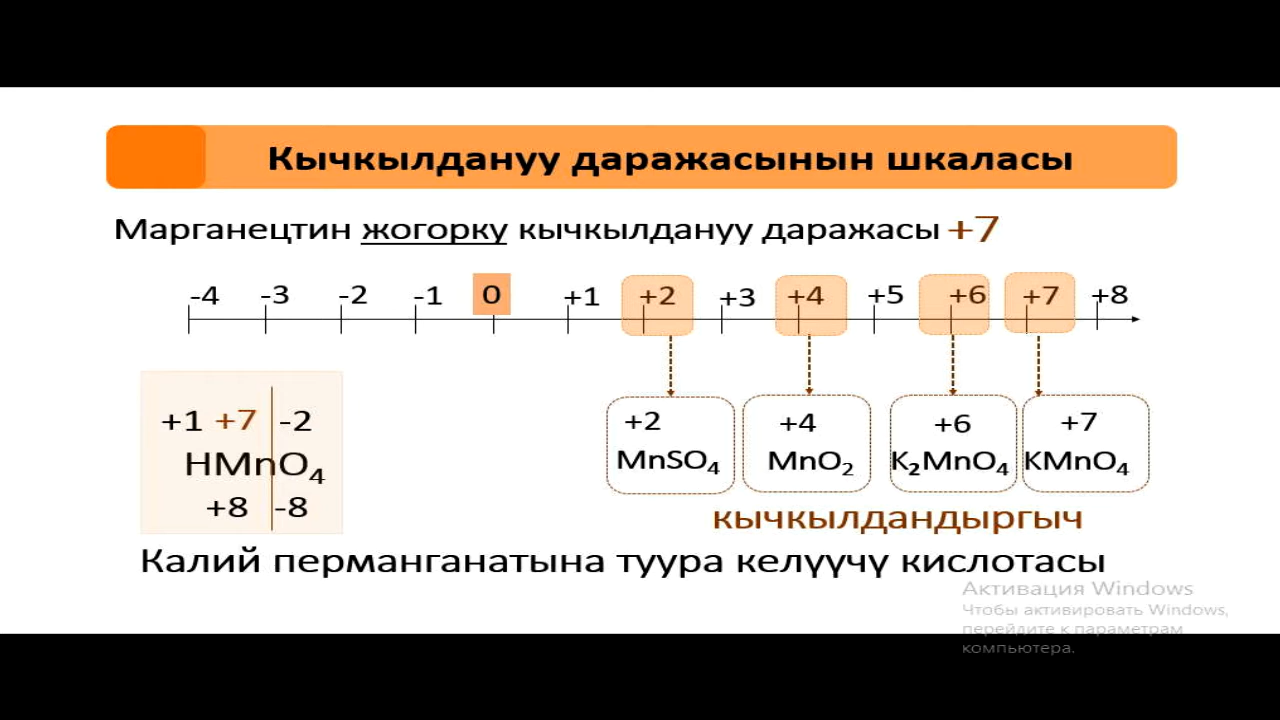 Кычкылдануу даражасынын шкаласы
Марганецтин жогорку кычкылдануу даражасы +7
-4 -3 -2 -1 0 +1 +2 +3 +4 +5 +6 +7 +8
+1 +7 -2
HMnO₄
+8 -8
+2
MnSO₄
+4
MnO₂
+6
K₂MnO₄
+7
KMnO₄
кычкылдандыргыч
Калий перманганатына туура келүүчү кислотасы
Активация Windows
Чтобы активировать Windows,
перейдите к параметрам
компьютера.